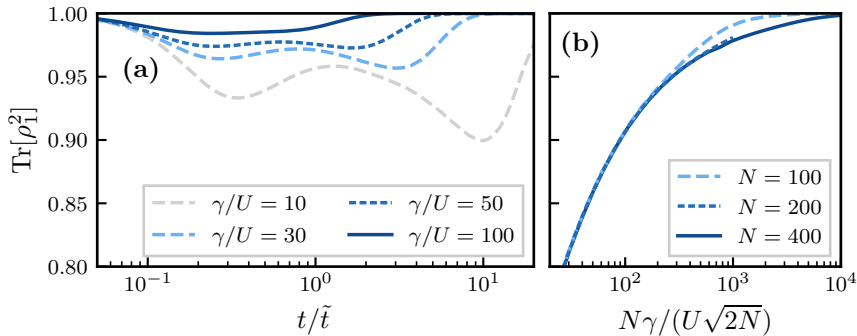 1.00
0.95
0.90
0.85
0.80
Tr[ρ₁²]
(a)
γ/U = 10
γ/U = 30
γ/U = 50
γ/U = 100
10⁻¹
10⁰
10¹
t/t̃
(b)
N = 100
N = 200
N = 400
10²
10³
10⁴
Nγ/(U√2N)